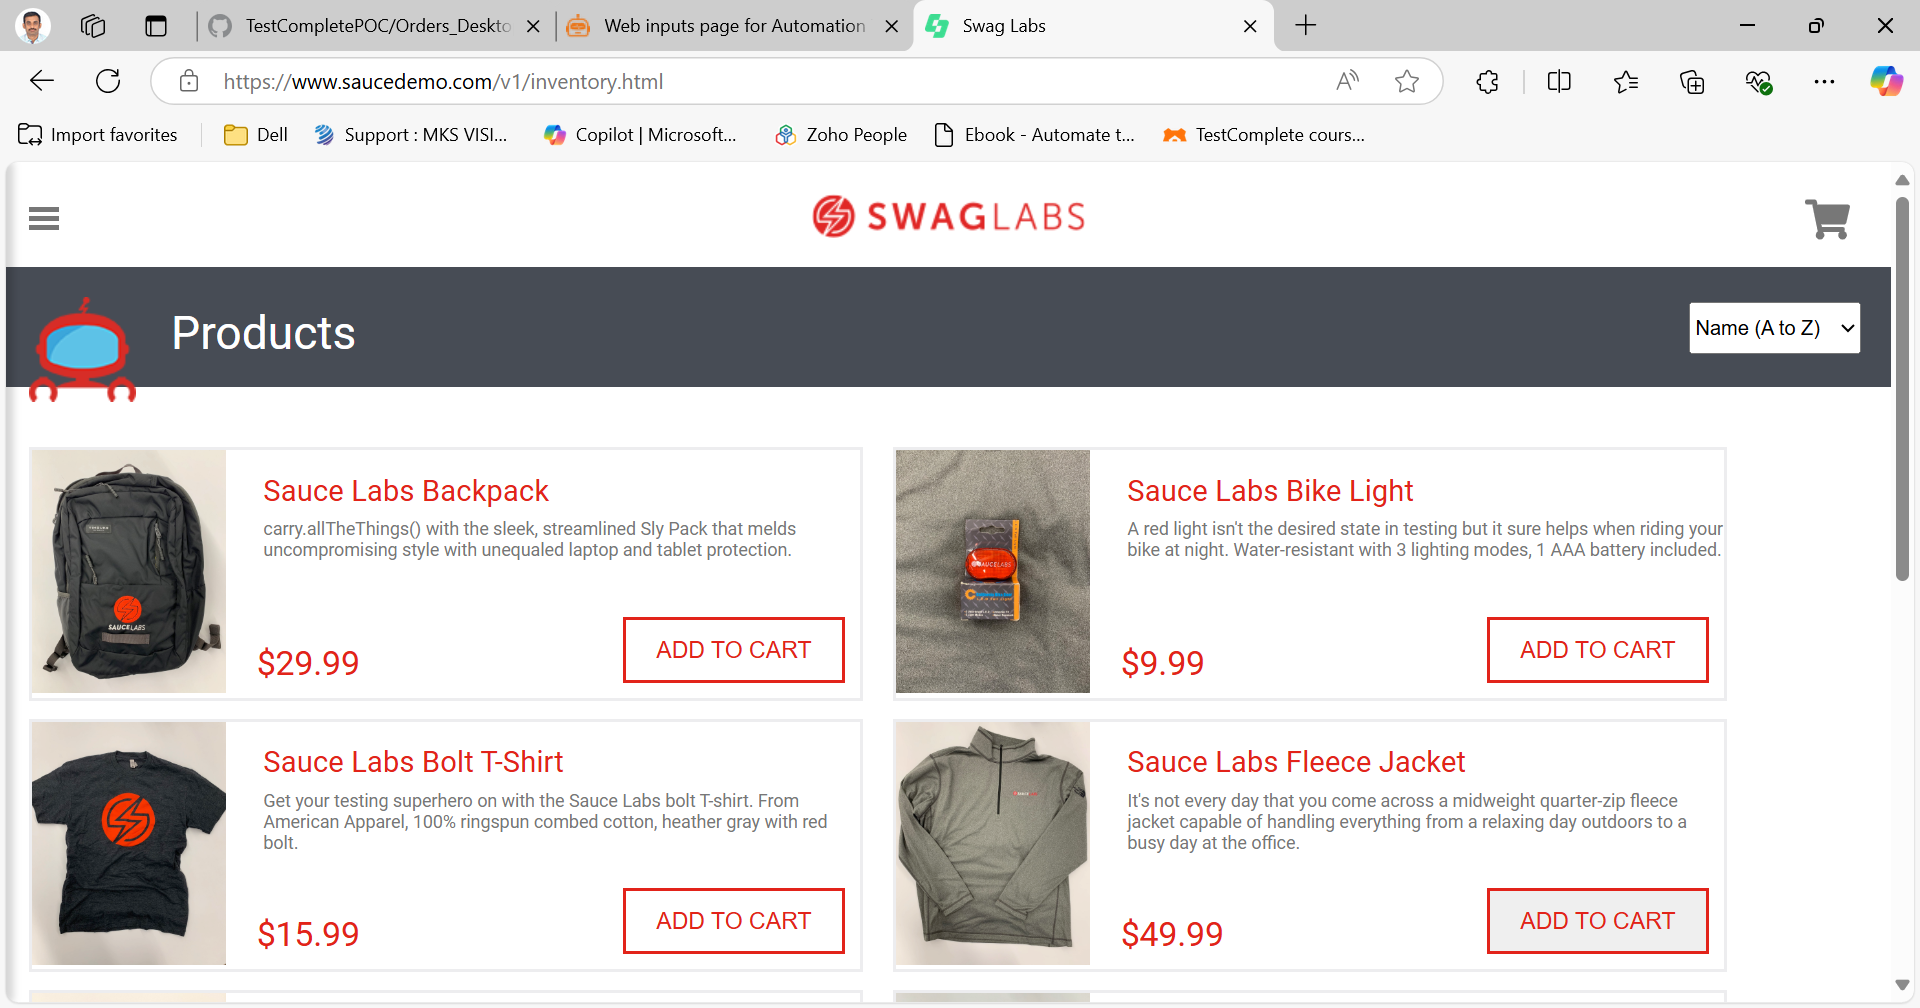 TestCompletePOC/Orders_Deskto
Web inputs page for Automation
Swag Labs
https://www.saucedemo.com/v1/inventory.html
Import favorites
Dell
Support : MKS VISI...
Copilot | Microsoft...
Zoho People
Ebook - Automate t...
TestComplete cours...
SWAGLABS
Products
Name (A to Z)
Sauce Labs Backpack
carry.allTheThings() with the sleek, streamlined Sly Pack that melds
uncompromising style with unequaled laptop and tablet protection.
$29.99
ADD TO CART
SAUCELABS
Sauce Labs Bike Light
A red light isn't the desired state in testing but it sure helps when riding your
bike at night. Water-resistant with 3 lighting modes, 1 AAA battery included.
$9.99
ADD TO CART
SAUCELABS
Sauce Labs Bolt T-Shirt
Get your testing superhero on with the Sauce Labs bolt T-shirt. From
American Apparel, 100% ringspun combed cotton, heather gray with red
bolt.
$15.99
ADD TO CART
Sauce Labs Fleece Jacket
It's not every day that you come across a midweight quarter-zip fleece
jacket capable of handling everything from a relaxing day outdoors to a
busy day at the office.
$49.99
ADD TO CART